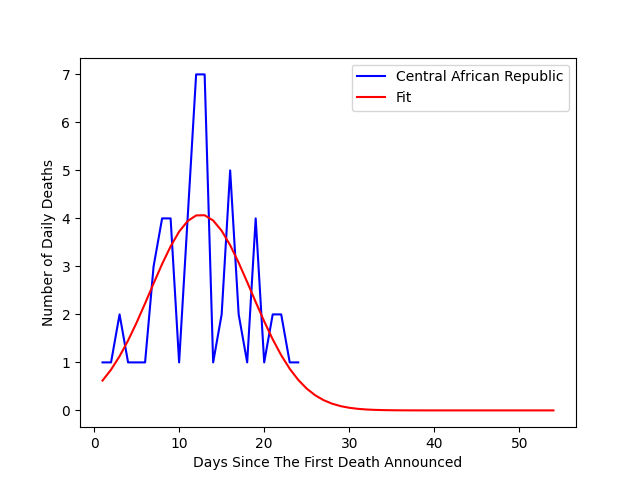 Central African Republic
Fit
7
6
5
4
3
2
1
0
Number of Daily Deaths
0 10 20 30 40 50
Days Since The First Death Announced